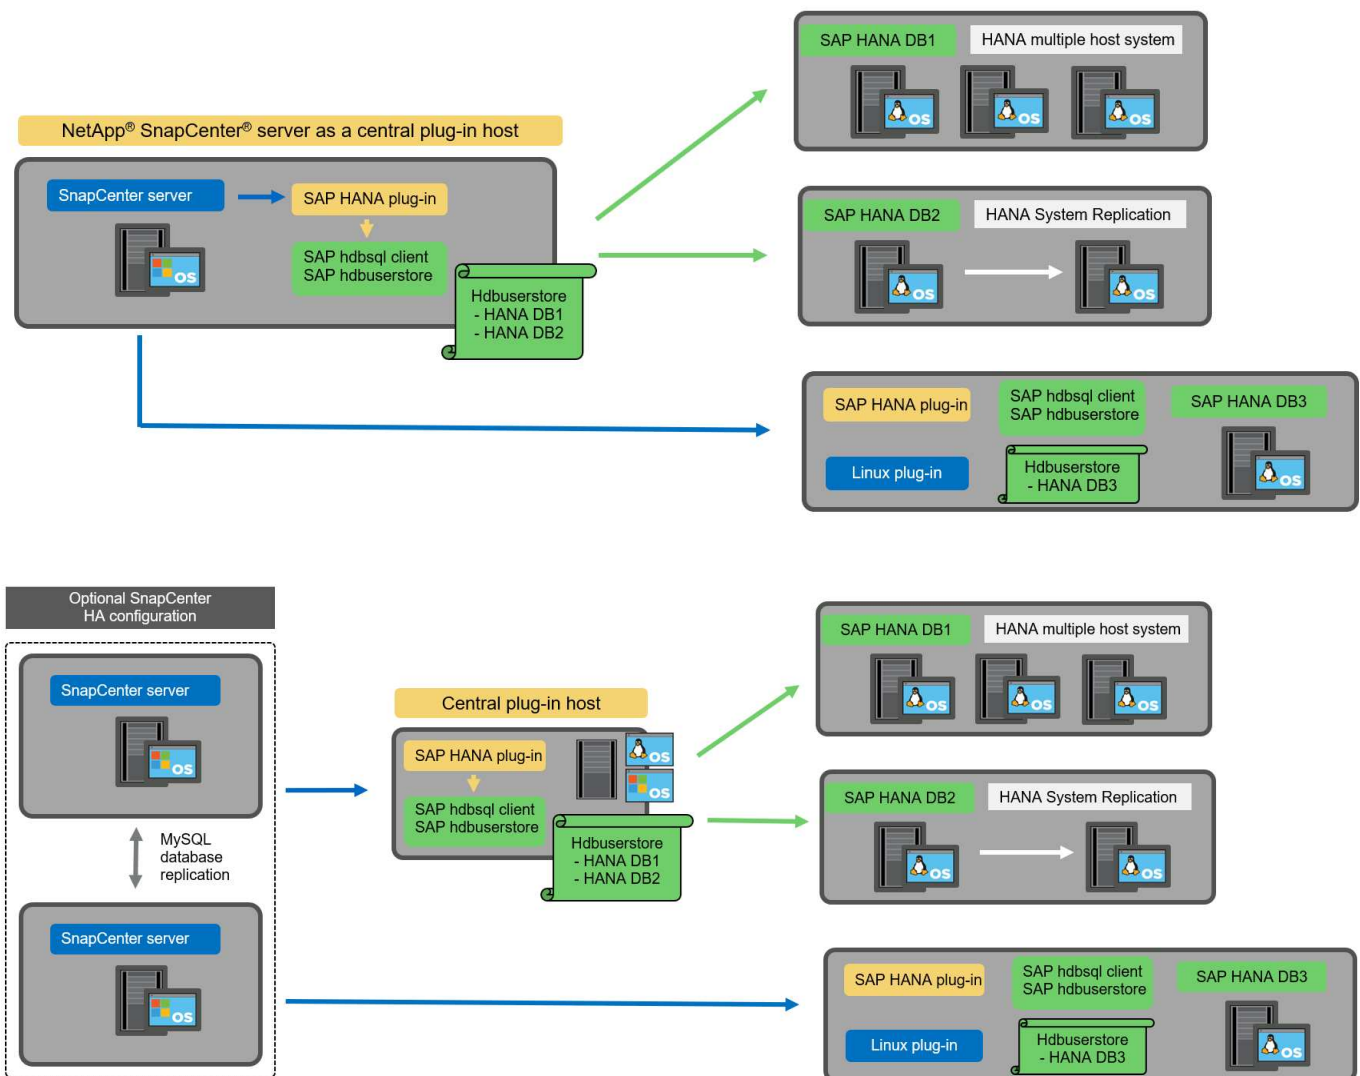 NetApp® SnapCenter® server as a central plug-in host
SnapCenter server
SAP HANA plug-in
SAP hdbsql client
SAP hdbuserstore
OS
Hdbuserstore
- HANA DB1
- HANA DB2
SAP HANA DB1
HANA multiple host system
OS
OS
OS
SAP HANA DB2
HANA System Replication
OS
OS
SAP HANA plug-in
SAP hdbsql client
SAP hdbuserstore
SAP HANA DB3
Linux plug-in
Hdbuserstore
- HANA DB3
OS
Optional SnapCenter
HA configuration
SnapCenter server
OS
MySQL
database
replication
SnapCenter server
OS
Central plug-in host
SAP HANA plug-in
OS
OS
SAP hdbsql client
SAP hdbuserstore
Hdbuserstore
- HANA DB1
- HANA DB2
SAP HANA DB1
HANA multiple host system
OS
OS
OS
SAP HANA DB2
HANA System Replication
OS
OS
SAP HANA plug-in
SAP hdbsql client
SAP hdbuserstore
SAP HANA DB3
Linux plug-in
Hdbuserstore
- HANA DB3
OS